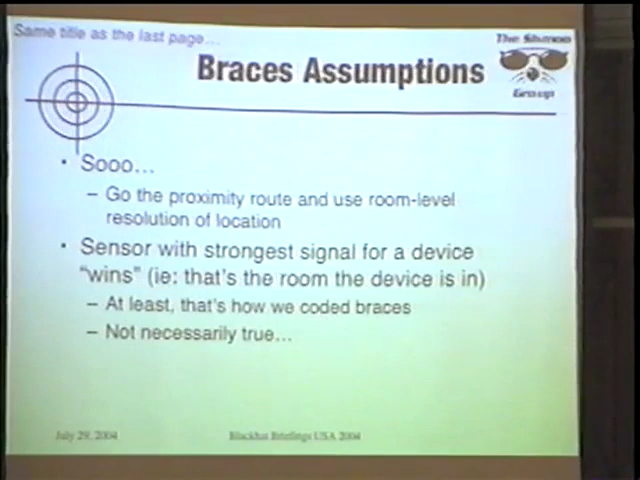 Same title as the last page...
The Shmoo
Group
Braces Assumptions
• Sooo...
– Go the proximity route and use room-level
resolution of location
• Sensor with strongest signal for a device
"wins" (ie: that's the room the device is in)
– At least, that's how we coded braces
– Not necessarily true...
July 29, 2004
Blackhat Briefings USA 2004